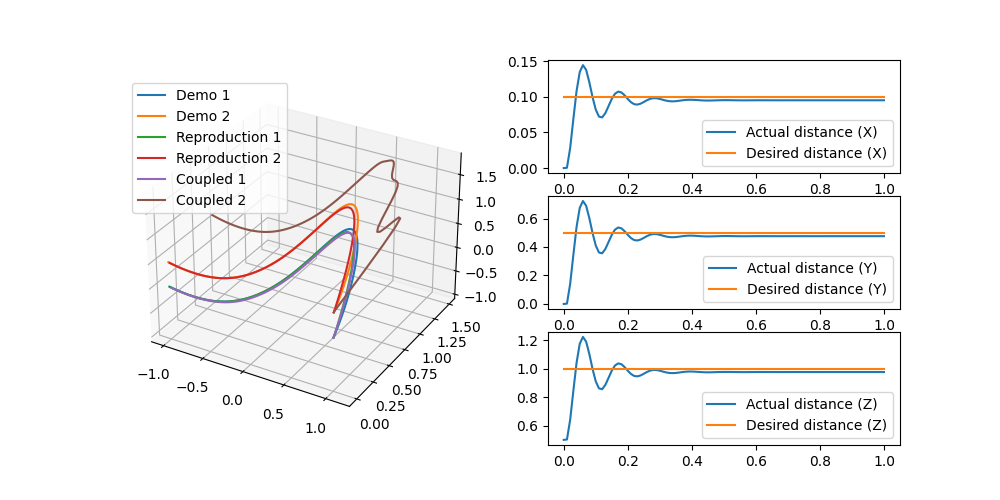 Demo 1
Demo 2
Reproduction 1
Reproduction 2
Coupled 1
Coupled 2
1.5
1.0
0.5
0.0
−0.5
−1.0
1.50
1.25
1.00
0.75
0.50
0.25
0.00
−1.0
−0.5
0.0
0.5
1.0
0.15
0.10
0.05
0.00
Actual distance (X)
Desired distance (X)
0.0 0.2 0.4 0.6 0.8 1.0
0.6
0.4
0.2
0.0
Actual distance (Y)
Desired distance (Y)
0.0 0.2 0.4 0.6 0.8 1.0
1.2
1.0
0.8
0.6
Actual distance (Z)
Desired distance (Z)
0.0 0.2 0.4 0.6 0.8 1.0